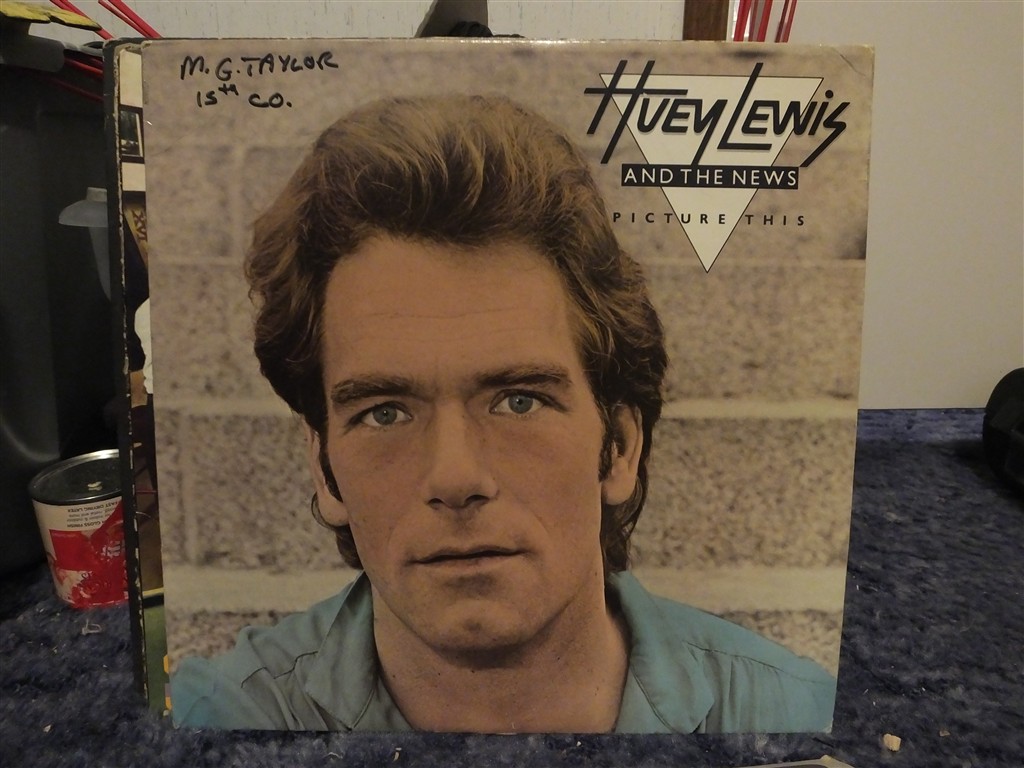 M.G.TAYLOR
15TH CO.
HUEY LEWIS
AND THE NEWS
PICTURE THIS